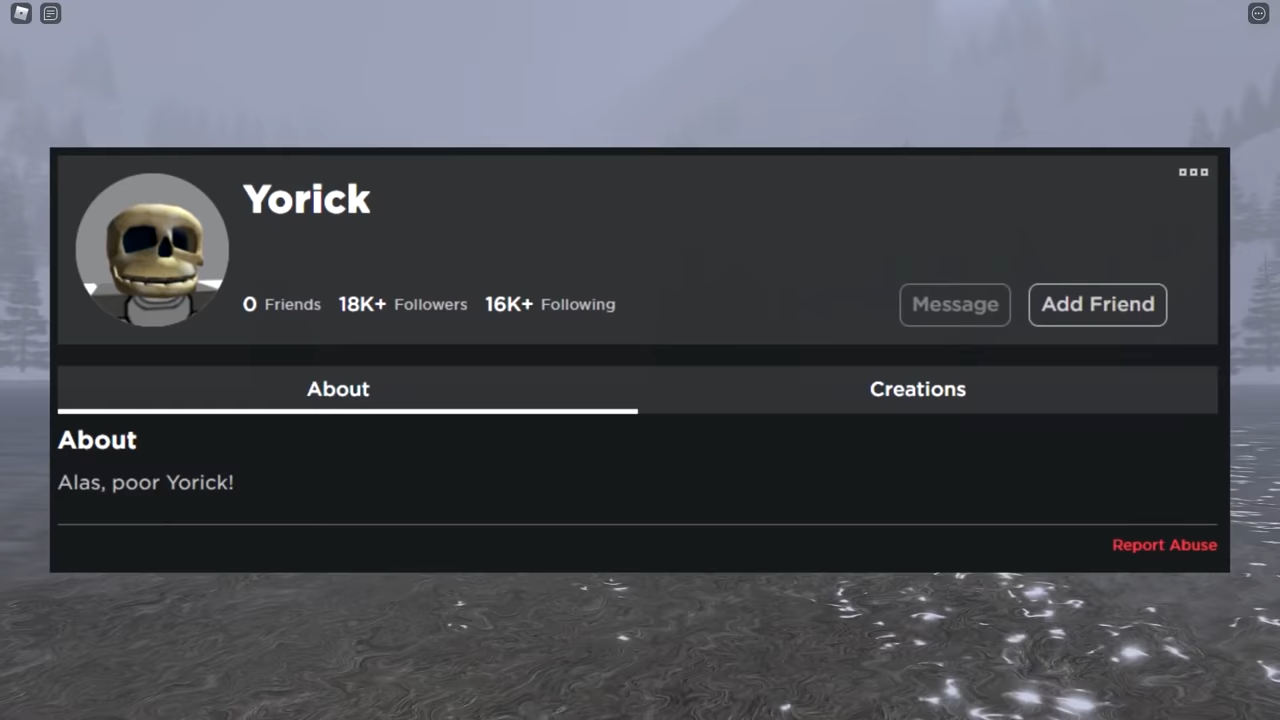 Yorick
0 Friends 18K+ Followers 16K+ Following
Message Add Friend
About Creations
About
Alas, poor Yorick!
Report Abuse